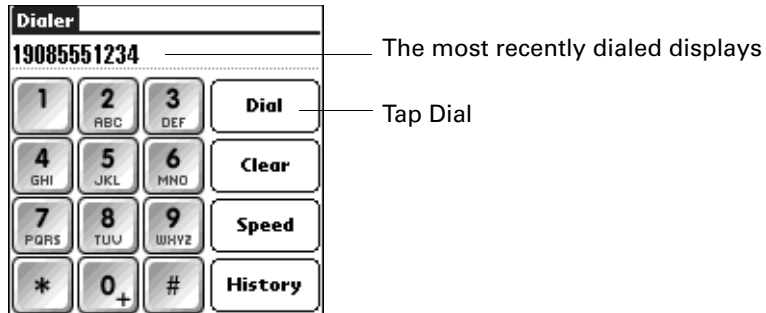 Dialer
19085551234
The most recently dialed displays
1
2
ABC
3
DEF
Dial
Tap Dial
4
GHI
5
JKL
6
MNO
Clear
7
PQRS
8
TUV
9
WXYZ
Speed
*
0+
#
History